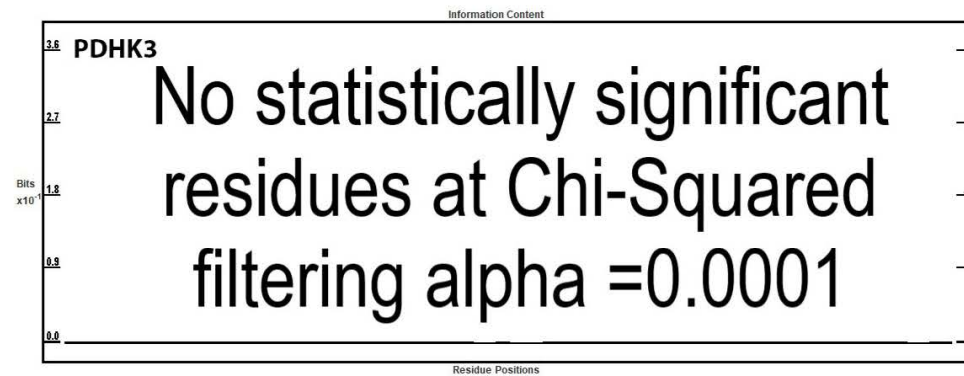 Information Content
3.6 PDHK3
No statistically significant
2.7
residues at Chi-Squared
Bits 1.8
x10⁻¹
filtering alpha =0.0001
0.9
0.0
Residue Positions